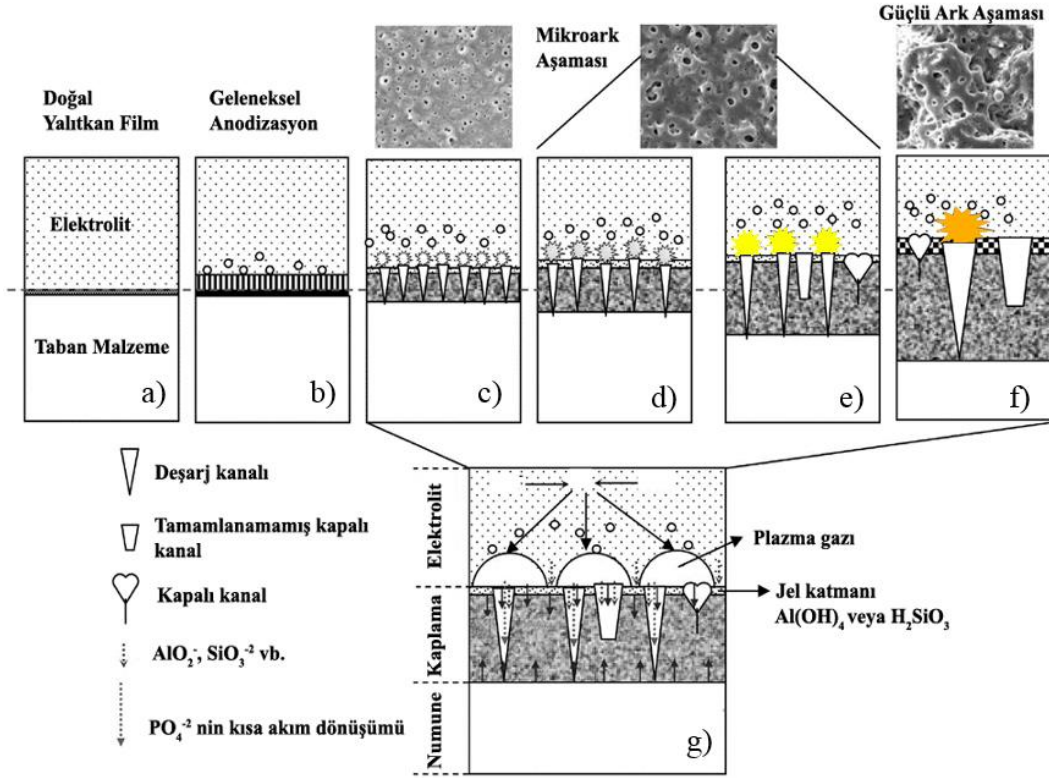 Güçlü Ark Aşaması
Mikroark
Aşaması
Doğal
Yalıtkan Film
Geleneksel
Anodizasyon
Elektrolit
Taban Malzeme
a)
b)
c)
d)
e)
f)
Deşarj kanalı
Tamamlanamamış kapalı
kanal
Kapalı kanal
AlO₂⁻, SiO₃⁻² vb.
PO₄⁻² nin kısa akım dönüşümü
Elektrolit
Kaplama
Numune
Plazma gazı
Jel katmanı
Al(OH)₄ veya H₂SiO₃
g)